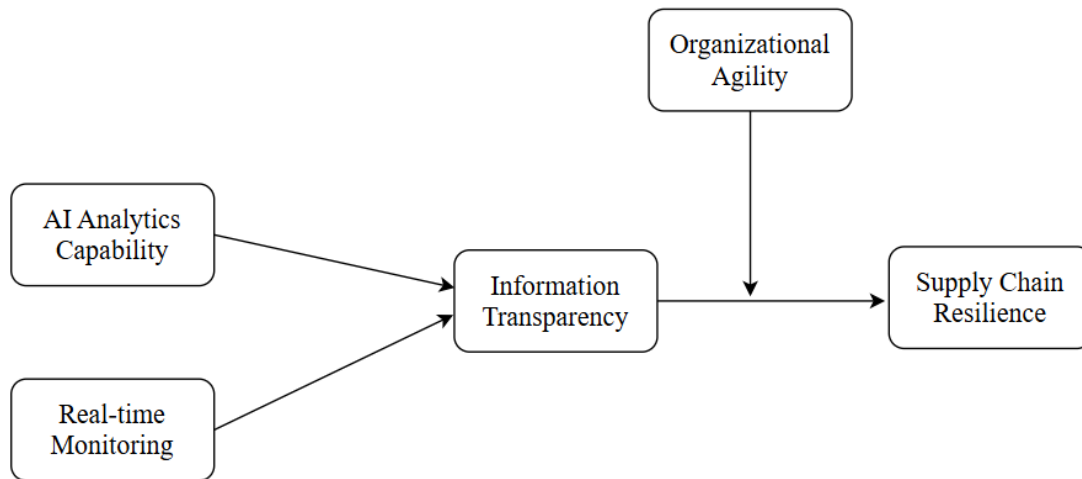 Organizational
Agility
AI Analytics
Capability
Information
Transparency
Supply Chain
Resilience
Real-time
Monitoring